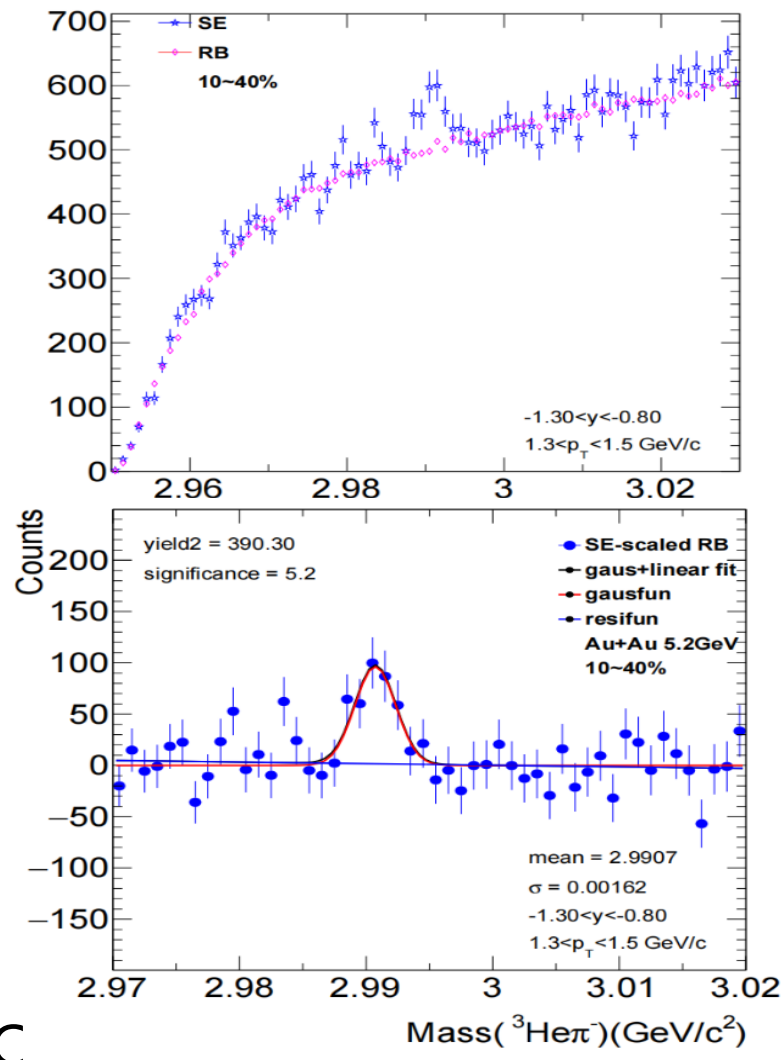 700
600
500
400
300
200
100
0
SE
RB
10~40%
-1.30<y<-0.80
1.3<p_T<1.5 GeV/c
2.96
2.98
3
3.02
Counts
200
150
100
50
0
−50
−100
−150
yield2 = 390.30
significance = 5.2
SE-scaled RB
gaus+linear fit
gausfun
resifun
Au+Au 5.2GeV
10~40%
mean = 2.9907
σ = 0.00162
-1.30<y<-0.80
1.3<p_T<1.5 GeV/c
2.97
2.98
2.99
3
3.01
3.02
Mass(³Heπ⁻)(GeV/c²)